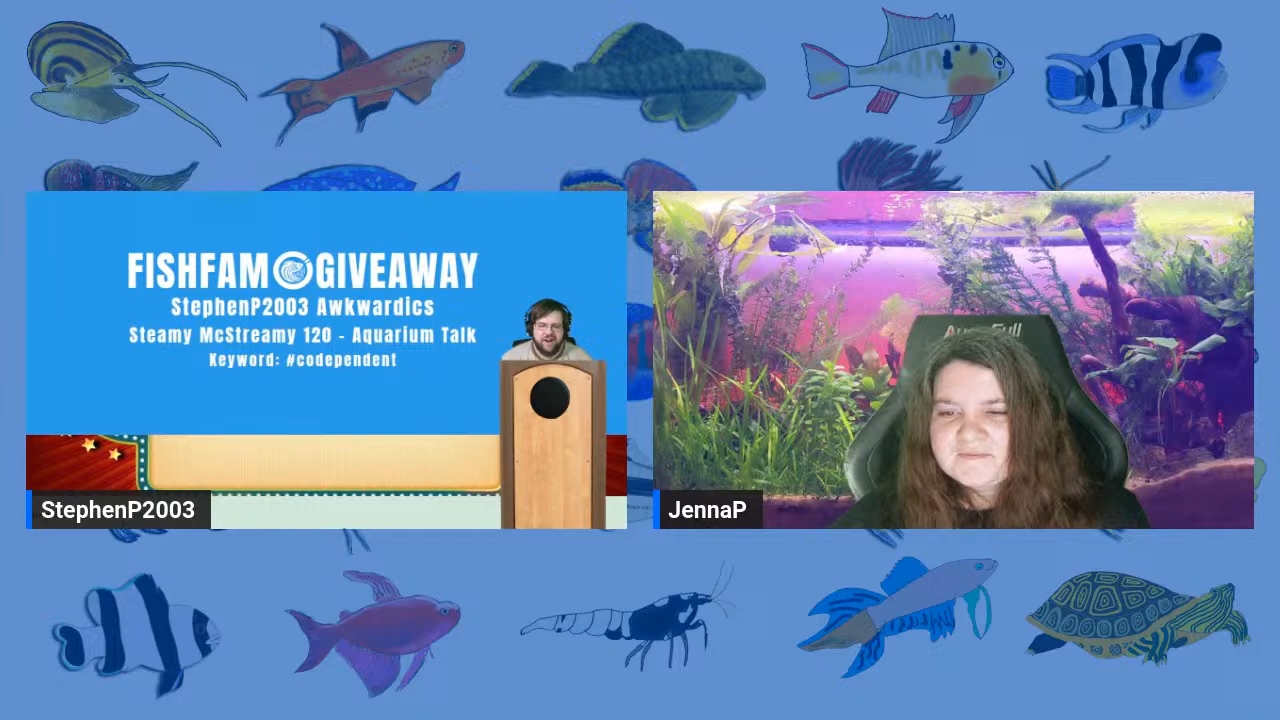 FISHFAM GIVEAWAY
StephenP2003 Awkwardics
Steamy McStreamy 120 - Aquarium Talk
Keyword: #codependent
StephenP2003
JennaP